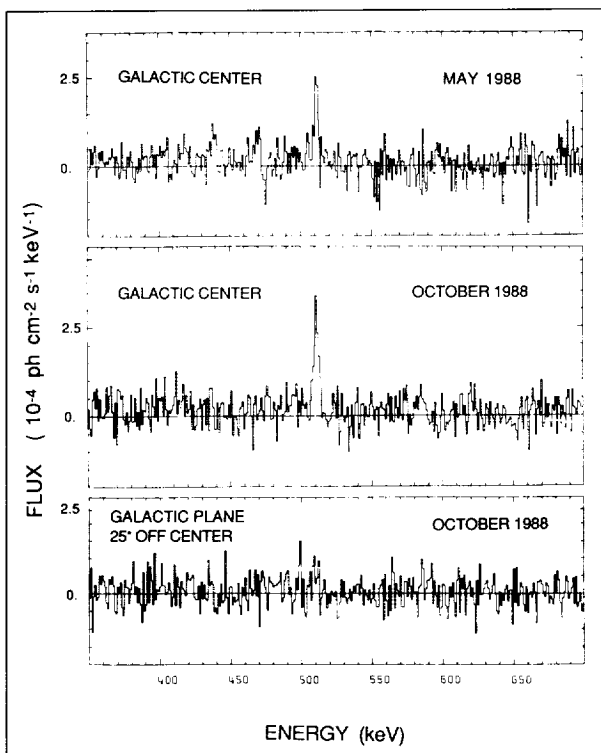 2.5
GALACTIC CENTER
MAY 1988
0.
GALACTIC CENTER
OCTOBER 1988
2.5
0.
2.5
GALACTIC PLANE
25° OFF CENTER
OCTOBER 1988
0.
FLUX ( 10-4 ph cm-2 s-1 keV-1)
400 450 500 550 600 650
ENERGY (keV)